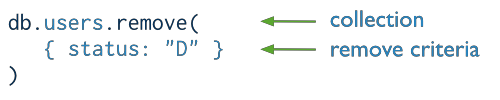 db.users.remove( collection
{ status: "D" } remove criteria
)